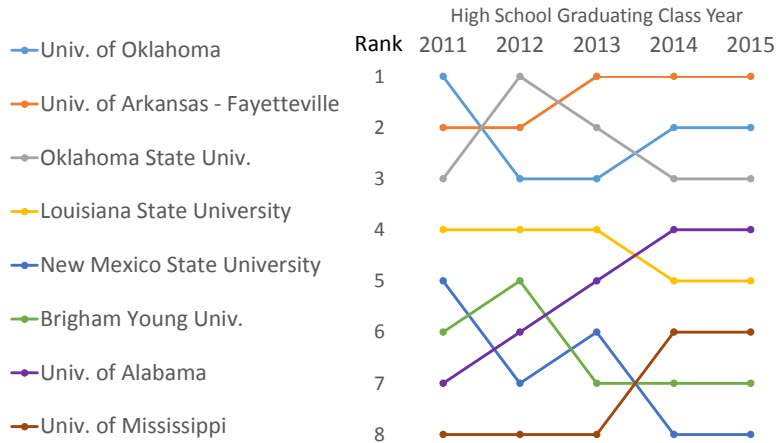 High School Graduating Class Year
Rank 2011 2012 2013 2014 2015
Univ. of Oklahoma
Univ. of Arkansas - Fayetteville
Oklahoma State Univ.
Louisiana State University
New Mexico State University
Brigham Young Univ.
Univ. of Alabama
Univ. of Mississippi
1
2
3
4
5
6
7
8